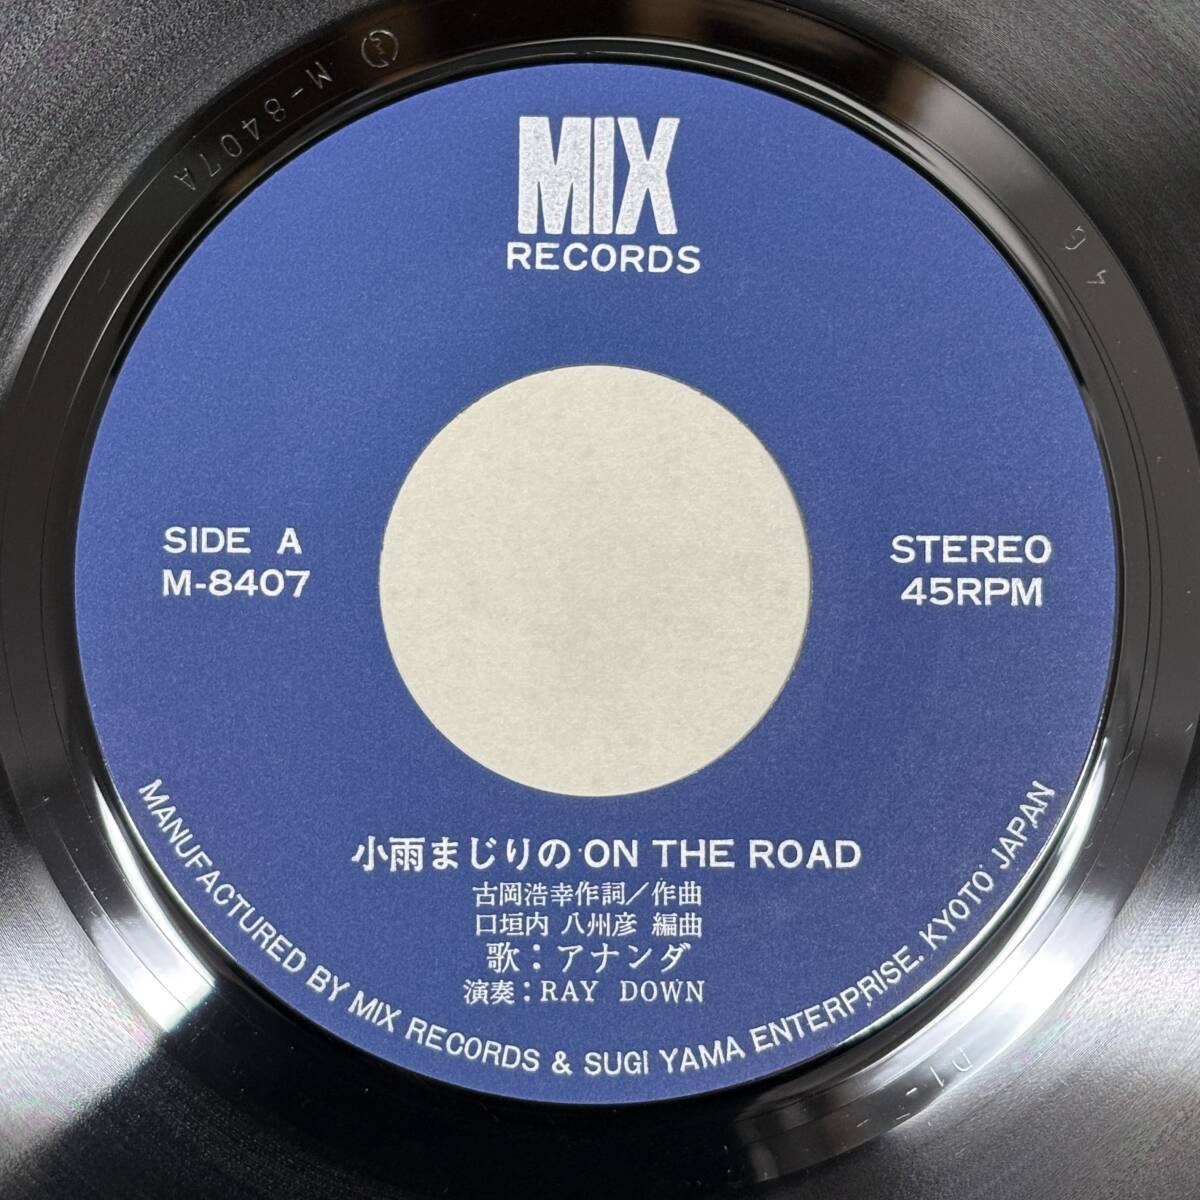 M-8407A
G 4
MIX
RECORDS
SIDE A
M-8407
STEREO
45RPM
小雨まじりの ON THE ROAD
古岡浩幸作詞／作曲
口垣内 八州彦 編曲
歌：アナンダ
演奏：RAY DOWN
MANUFACTURED BY MIX RECORDS & SUGI YAMA ENTERPRISE. KYOTO JAPAN